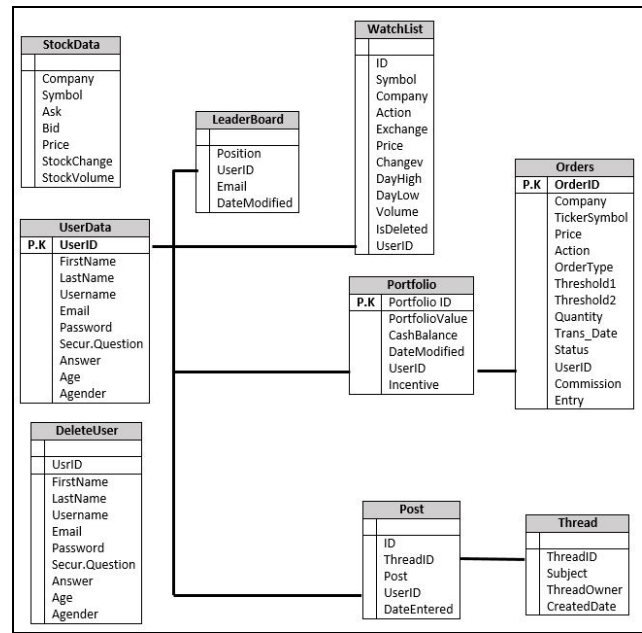 StockData
Company
Symbol
Ask
Bid
Price
StockChange
StockVolume
LeaderBoard
Position
UserID
Email
DateModified
WatchList
ID
Symbol
Company
Action
Exchange
Price
Changev
DayHigh
DayLow
Volume
IsDeleted
UserID
Orders
P.K OrderID
Company
TickerSymbol
Price
Action
OrderType
Threshold1
Threshold2
Quantity
Trans_Date
Status
UserID
Commission
Entry
UserData
P.K UserID
FirstName
LastName
Username
Email
Password
Secur.Question
Answer
Age
Agender
Portfolio
P.K Portfolio ID
PortfolioValue
CashBalance
DateModified
UserID
Incentive
DeleteUser
UsrID
FirstName
LastName
Username
Email
Password
Secur.Question
Answer
Age
Agender
Post
ID
ThreadID
Post
UserID
DateEntered
Thread
ThreadID
Subject
ThreadOwner
CreatedDate